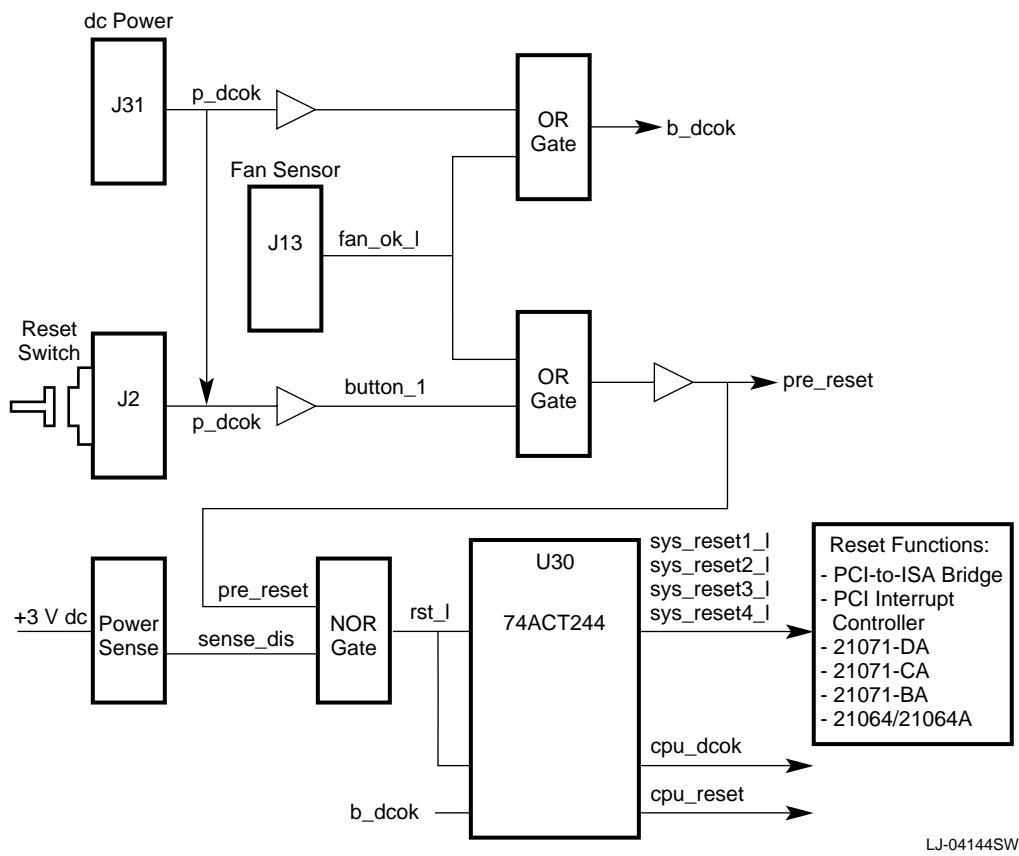 dc Power
J31
p_dcok
OR
Gate
b_dcok
Fan Sensor
J13
fan_ok_l
Reset
Switch
J2
p_dcok
button_1
OR
Gate
pre_reset
+3 V dc
Power
Sense
pre_reset
sense_dis
NOR
Gate
rst_l
U30
74ACT244
b_dcok
sys_reset1_l
sys_reset2_l
sys_reset3_l
sys_reset4_l
cpu_dcok
cpu_reset
Reset Functions:
- PCI-to-ISA Bridge
- PCI Interrupt
Controller
- 21071-DA
- 21071-CA
- 21071-BA
- 21064/21064A
LJ-04144SW